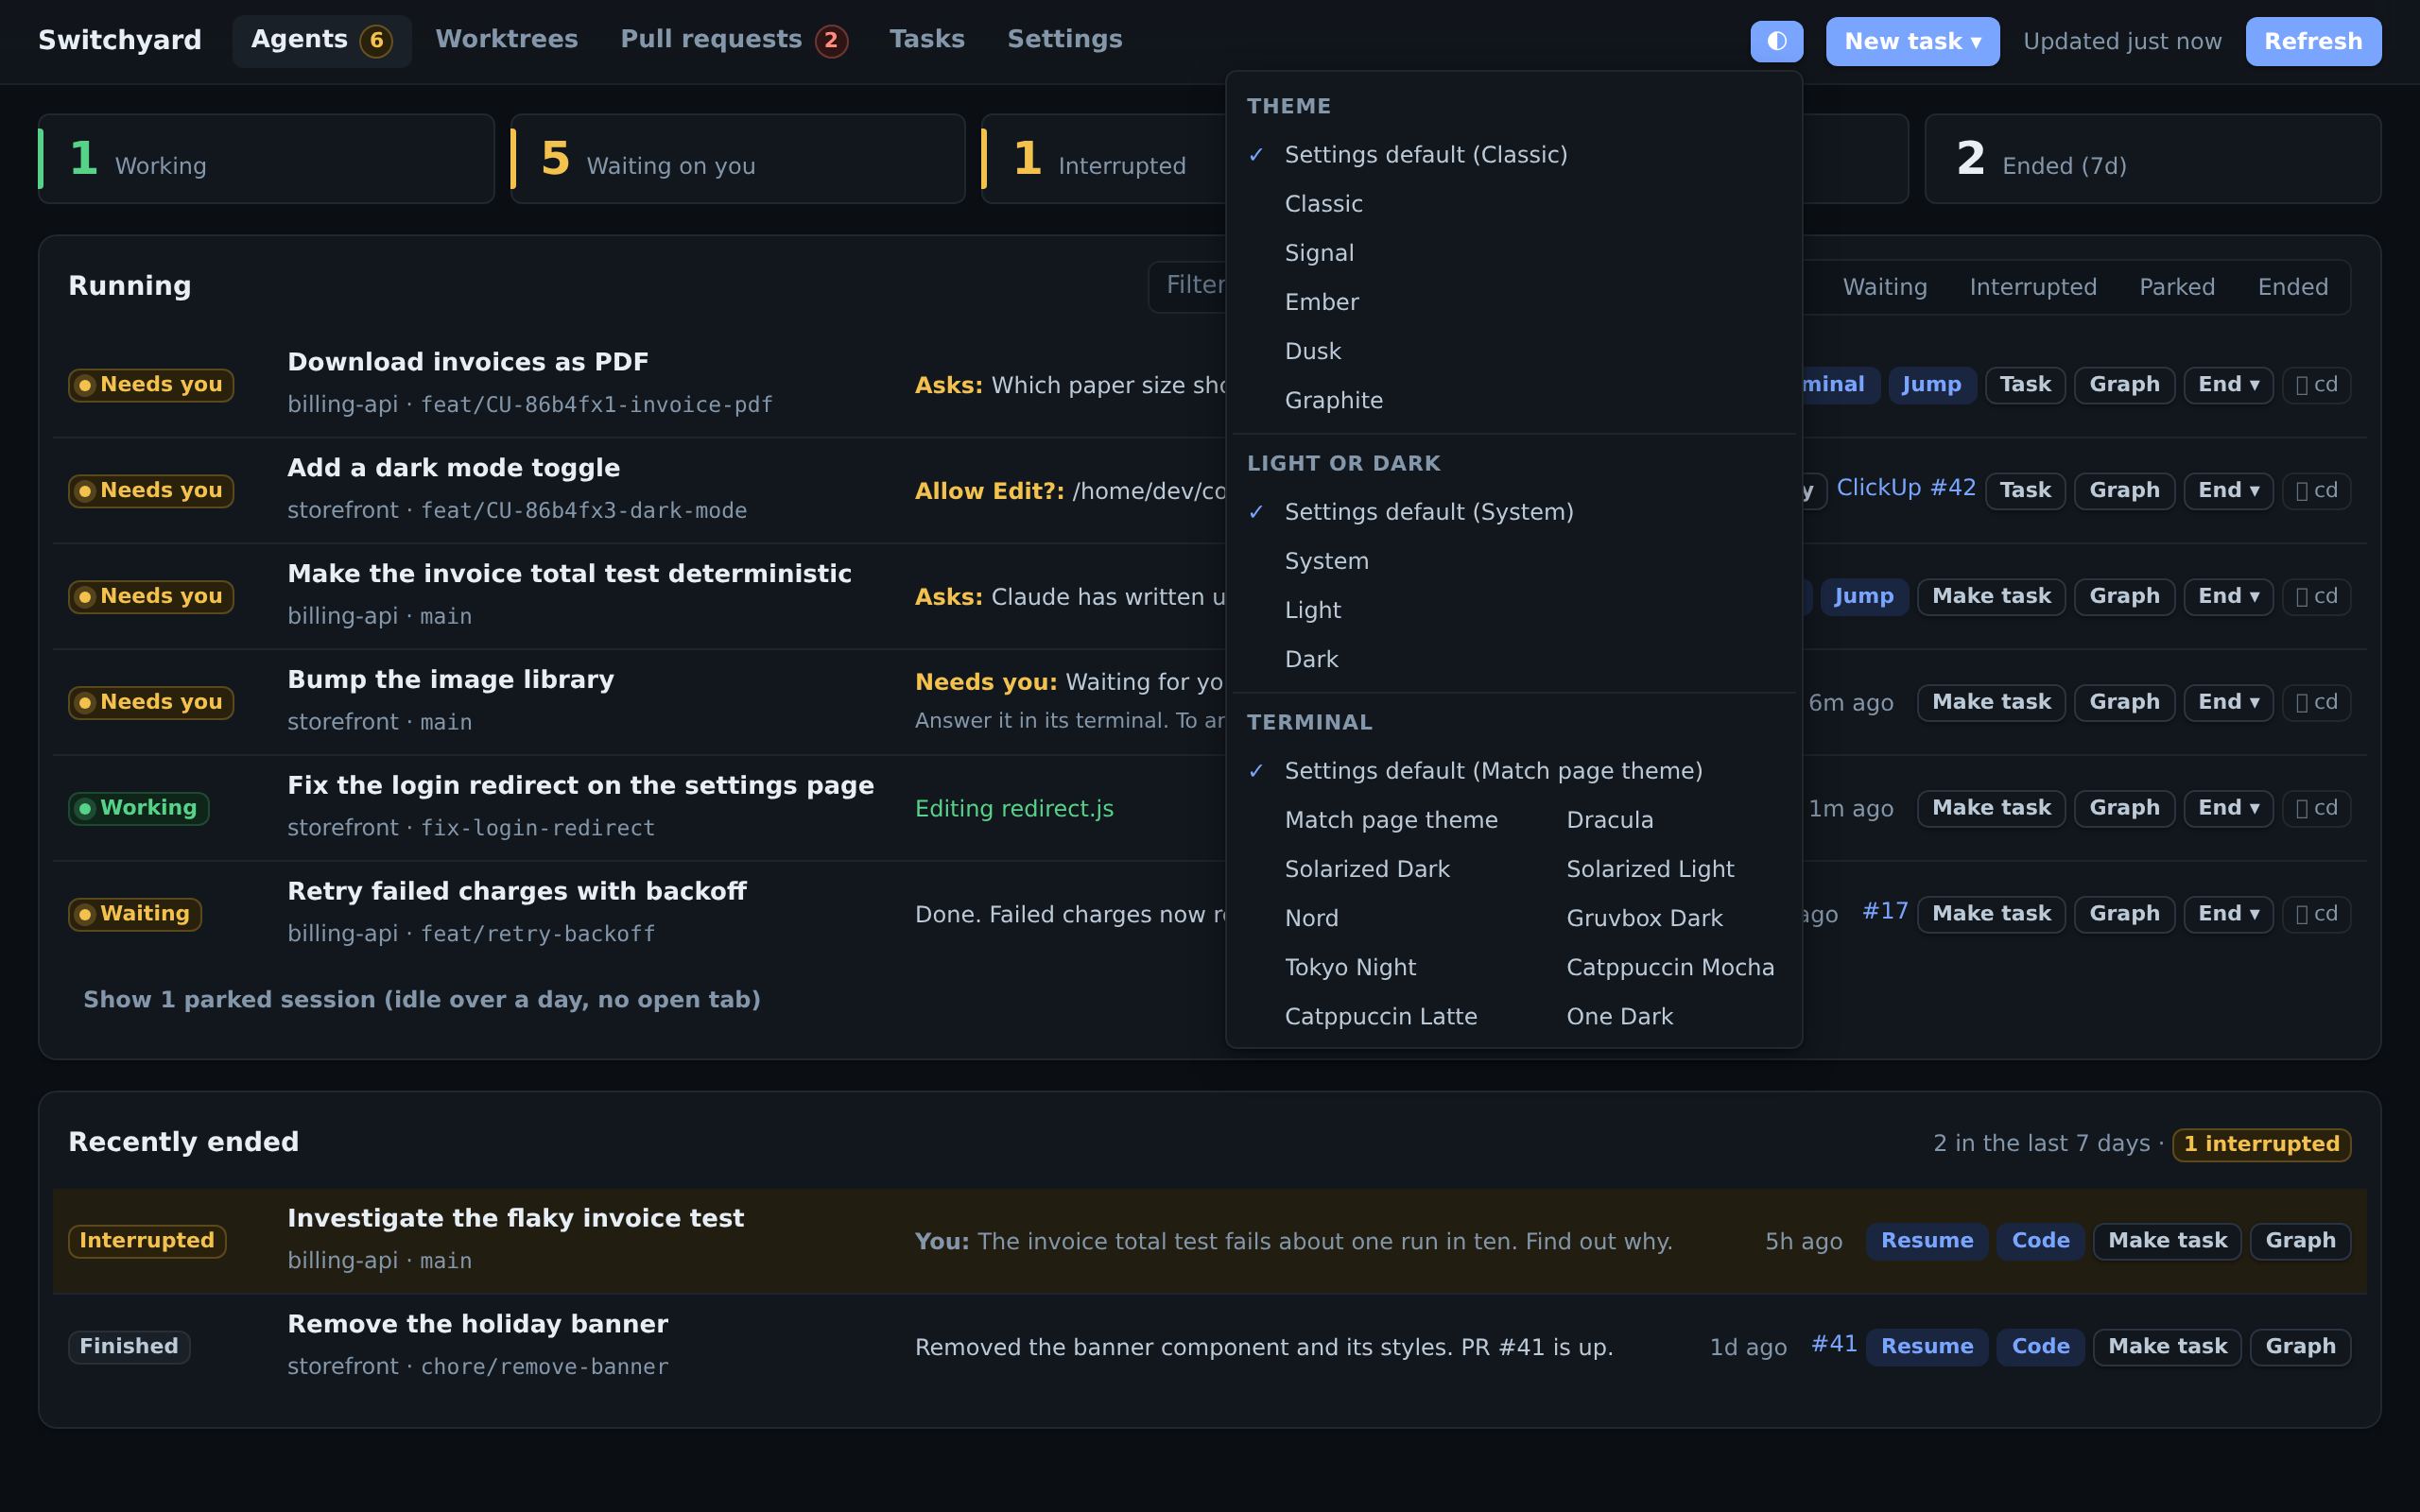 Switchyard Agents 6 Worktrees Pull requests 2 Tasks Settings New task ▾ Updated just now Refresh
1 Working 5 Waiting on you 1 Interrupted 2 Ended (7d)
THEME
✓ Settings default (Classic)
Classic
Signal
Ember
Dusk
Graphite
LIGHT OR DARK
✓ Settings default (System)
System
Light
Dark
TERMINAL
✓ Settings default (Match page theme)
Match page theme Dracula
Solarized Dark Solarized Light
Nord Gruvbox Dark
Tokyo Night Catppuccin Mocha
Catppuccin Latte One Dark
Running Filter Waiting Interrupted Parked Ended
Needs you Download invoices as PDF Asks: Which paper size Jump Task Graph End ▾ cd
billing-api · feat/CU-86b4fx1-invoice-pdf
Needs you Add a dark mode toggle Allow Edit?: /home/dev/ ClickUp #42 Task Graph End ▾ cd
storefront · feat/CU-86b4fx3-dark-mode
Needs you Make the invoice total test deterministic Asks: Claude has written Jump Make task Graph End ▾ cd
billing-api · main
Needs you Bump the image library Needs you: Waiting for 6m ago Make task Graph End ▾ cd
storefront · main Answer it in its terminal. To
Working Fix the login redirect on the settings page Editing redirect.js 1m ago Make task Graph End ▾ cd
storefront · fix-login-redirect
Waiting Retry failed charges with backoff Done. Failed charges now ago #17 Make task Graph End ▾ cd
billing-api · feat/retry-backoff
Show 1 parked session (idle over a day, no open tab)
Recently ended 2 in the last 7 days · 1 interrupted
Interrupted Investigate the flaky invoice test You: The invoice total test fails about one run in ten. Find out why. 5h ago Resume Code Make task Graph
billing-api · main
Finished Remove the holiday banner Removed the banner component and its styles. PR #41 is up. 1d ago #41 Resume Code Make task Graph
storefront · chore/remove-banner